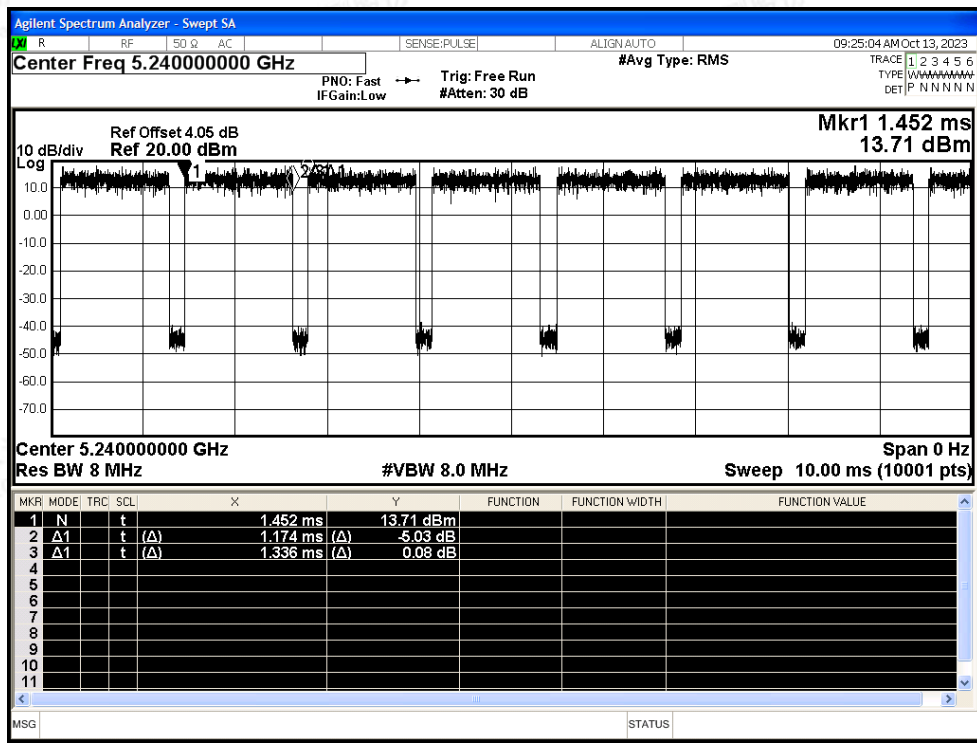 Agilent Spectrum Analyzer - Swept SA
LXI R RF 50 Ω AC SENSE:PULSE ALIGN AUTO 09:25:04 AM Oct 13, 2023
Center Freq 5.240000000 GHz #Avg Type: RMS TRACE 1 2 3 4 5 6
PNO: Fast Trig: Free Run TYPE
IFGain:Low #Atten: 30 dB DET P N N N N N
Mkr1 1.452 ms
Ref Offset 4.05 dB
10 dB/div Ref 20.00 dBm 13.71 dBm
Log
1
10.0
0.00
-10.0
-20.0
-30.0
-40.0
-50.0
-60.0
-70.0
Center 5.240000000 GHz Span 0 Hz
Res BW 8 MHz #VBW 8.0 MHz Sweep 10.00 ms (10001 pts)
MKR MODE TRC SCL X Y FUNCTION FUNCTION WIDTH FUNCTION VALUE
1 N t 1.452 ms 13.71 dBm
2 Δ1 t (Δ) 1.174 ms (Δ) -5.03 dB
3 Δ1 t (Δ) 1.336 ms (Δ) 0.08 dB
4
5
6
7
8
9
10
11
MSG STATUS